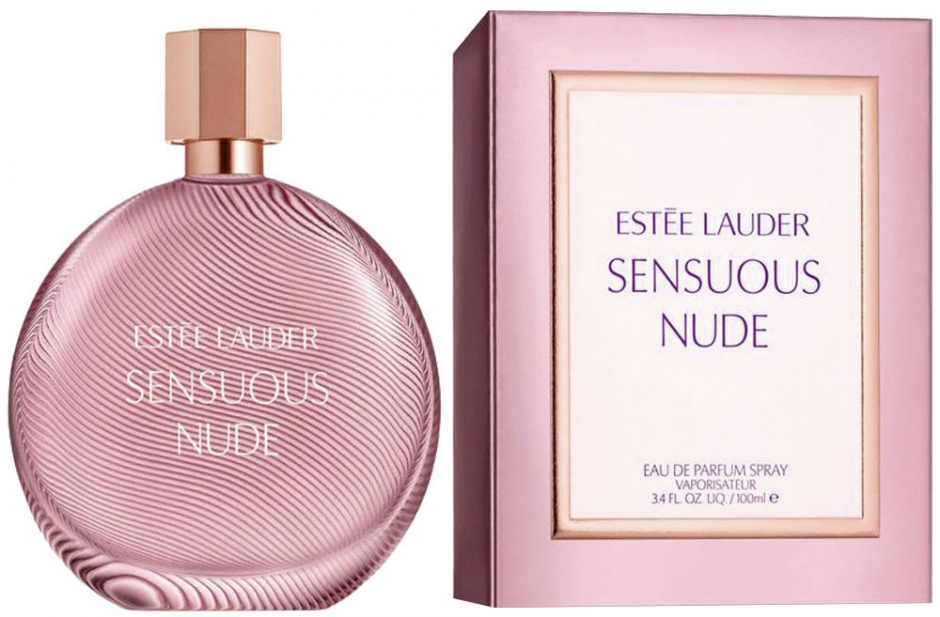 ESTĒE LAUDER
SENSUOUS
NUDE
ESTĒE LAUDER
SENSUOUS
NUDE
EAU DE PARFUM SPRAY
VAPORISATEUR
3.4 FL. OZ. LIQ. / 100ml ℮